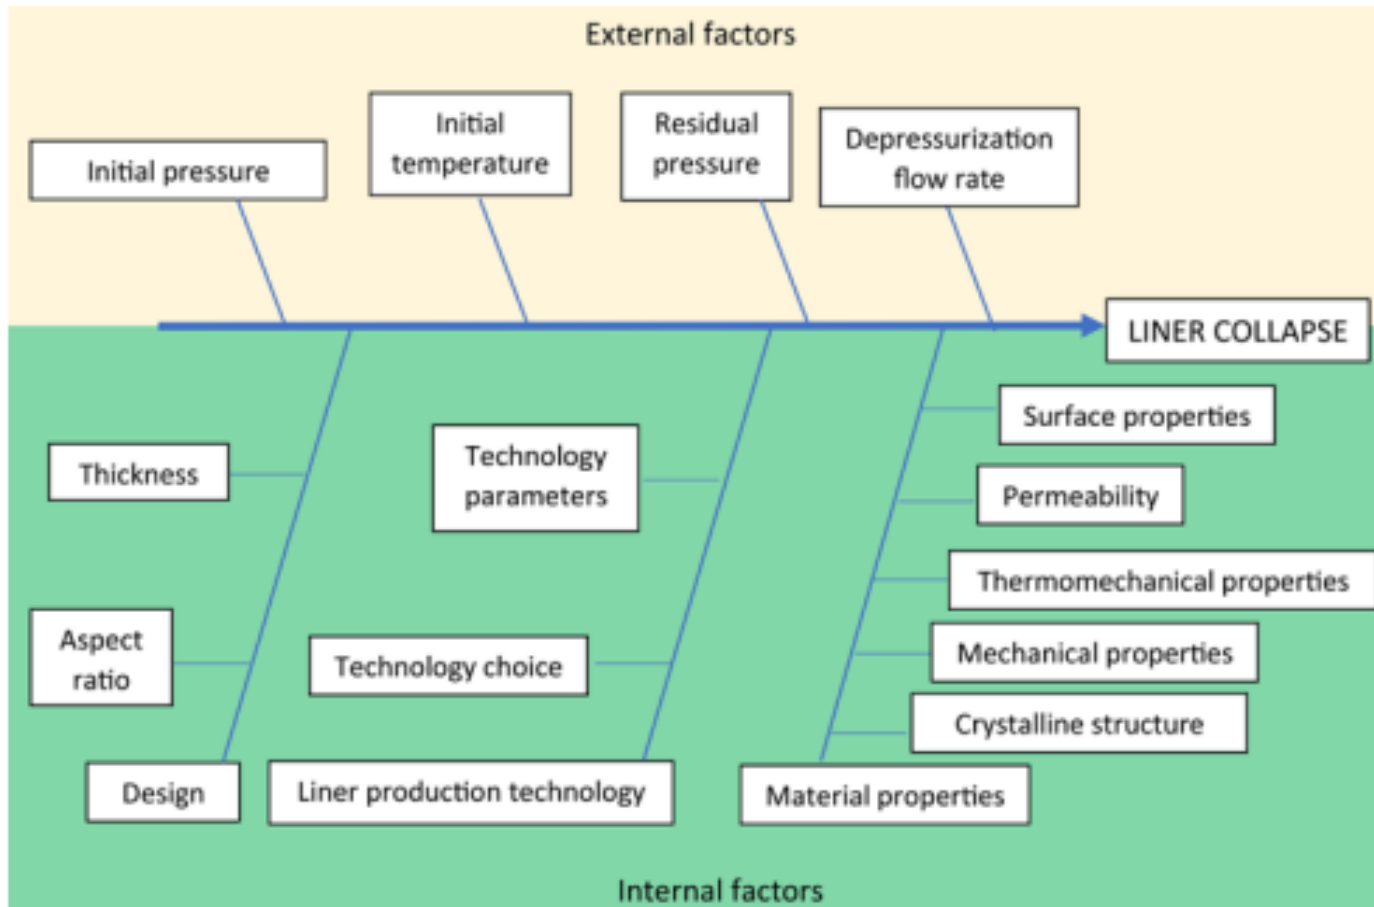 External factors
Initial pressure
Initial
temperature
Residual
pressure
Depressurization
flow rate
LINER COLLAPSE
Thickness
Aspect
ratio
Design
Technology
parameters
Technology choice
Liner production technology
Surface properties
Permeability
Thermomechanical properties
Mechanical properties
Crystalline structure
Material properties
Internal factors